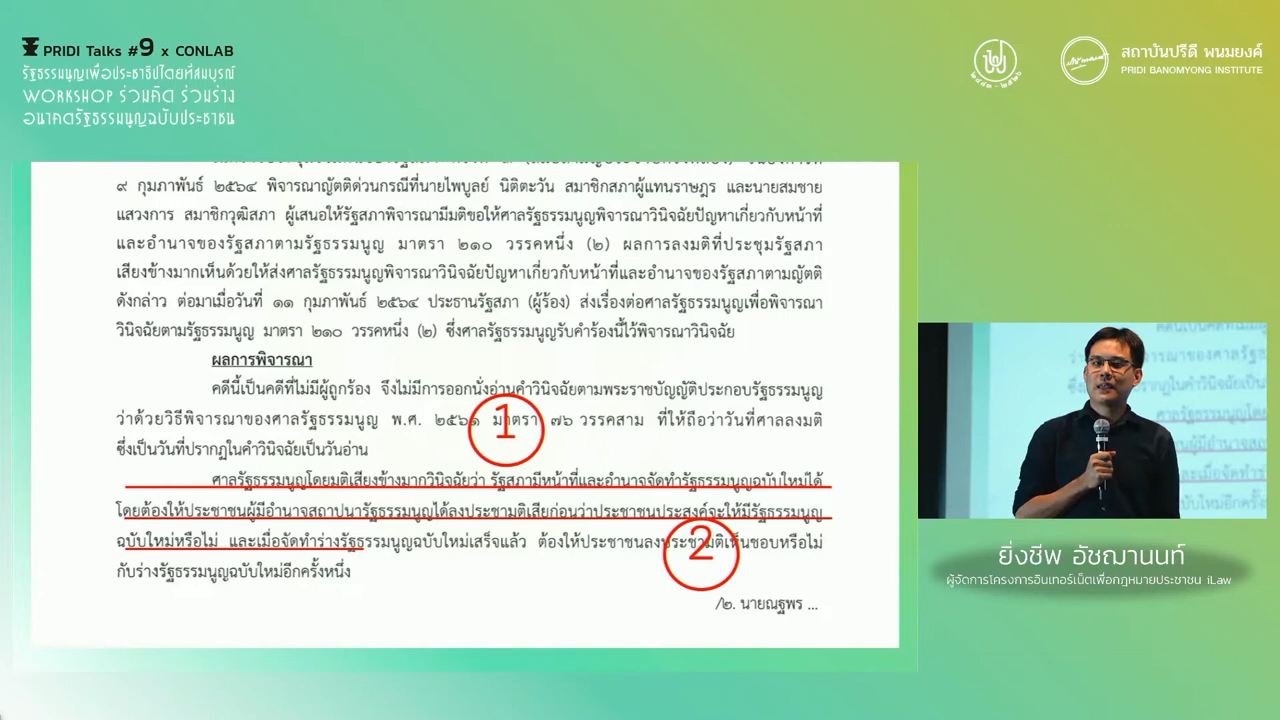 PRIDI Talks #9 x CONLAB
รัฐธรรมนูญเพื่อประชาธิปไตยที่สมบูรณ์
WORKSHOP ร่วมคิด ร่วมร่าง
อนาคตรัฐธรรมนูญฉบับประชาชน
สถาบันปรีดี พนมยงค์
PRIDI BANOMYONG INSTITUTE
๙ กุมภาพันธ์ ๒๕๖๔ พิจารณาญัตติด่วนกรณีที่นายไพบูลย์ นิติตะวัน สมาชิกสภาผู้แทนราษฎร และนายสมชาย
แสวงการ สมาชิกวุฒิสภา ผู้เสนอให้รัฐสภาพิจารณามีมติขอให้ศาลรัฐธรรมนูญพิจารณาวินิจฉัยปัญหาเกี่ยวกับหน้าที่
และอำนาจของรัฐสภาตามรัฐธรรมนูญ มาตรา ๒๑๐ วรรคหนึ่ง (๒) ผลการลงมติที่ประชุมรัฐสภา
เสียงข้างมากเห็นด้วยให้ส่งศาลรัฐธรรมนูญพิจารณาวินิจฉัยปัญหาเกี่ยวกับหน้าที่และอำนาจของรัฐสภาตามญัตติ
ดังกล่าว ต่อมาเมื่อวันที่ ๑๑ กุมภาพันธ์ ๒๕๖๔ ประธานรัฐสภา (ผู้ร้อง) ส่งเรื่องต่อศาลรัฐธรรมนูญเพื่อพิจารณา
วินิจฉัยตามรัฐธรรมนูญ มาตรา ๒๑๐ วรรคหนึ่ง (๒) ซึ่งศาลรัฐธรรมนูญรับคำร้องนี้ไว้พิจารณาวินิจฉัย
ผลการพิจารณา
คดีนี้เป็นคดีที่ไม่มีผู้ถูกร้อง จึงไม่มีการออกนั่งอ่านคำวินิจฉัยตามพระราชบัญญัติประกอบรัฐธรรมนูญ
ว่าด้วยวิธีพิจารณาของศาลรัฐธรรมนูญ พ.ศ. ๒๕๖๑ มาตรา ๗๖ วรรคสาม ที่ให้ถือว่าวันที่ศาลลงมติ
ซึ่งเป็นวันที่ปรากฏในคำวินิจฉัยเป็นวันอ่าน
1
ศาลรัฐธรรมนูญโดยมติเสียงข้างมากวินิจฉัยว่า รัฐสภามีหน้าที่และอำนาจจัดทำรัฐธรรมนูญฉบับใหม่ได้
โดยต้องให้ประชาชนผู้มีอำนาจสถาปนารัฐธรรมนูญได้ลงประชามติเสียก่อนว่าประชาชนประสงค์จะให้มีรัฐธรรมนูญ
ฉบับใหม่หรือไม่ และเมื่อจัดทำร่างรัฐธรรมนูญฉบับใหม่เสร็จแล้ว ต้องให้ประชาชนลงประชามติเห็นชอบหรือไม่
กับร่างรัฐธรรมนูญฉบับใหม่อีกครั้งหนึ่ง
2
/๒. นายณฐพร ...
ยิ่งชีพ อัชฌานนท์
ผู้จัดการโครงการอินเทอร์เน็ตเพื่อกฎหมายประชาชน iLaw